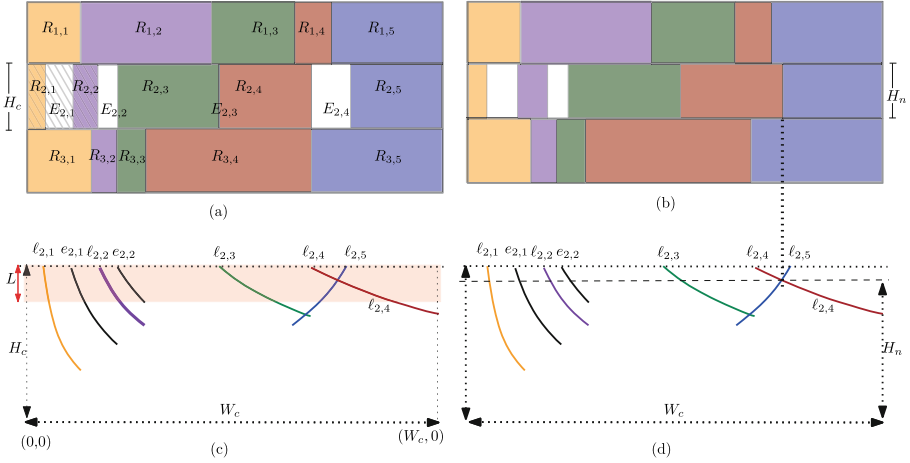 R1,1 R1,2 R1,3 R1,4 R1,5
Hc R2,1 R2,2 R2,3 R2,4 R2,5 Hn
E2,1 E2,2 E2,3 E2,4
R3,1 R3,2 R3,3 R3,4 R3,5
(a) (b)
ℓ2,1 e2,1 ℓ2,2 e2,2 ℓ2,3 ℓ2,4 ℓ2,5 ℓ2,1 e2,1 ℓ2,2 e2,2 ℓ2,3 ℓ2,4 ℓ2,5
L
ℓ2,4 ℓ2,4
Hc Hn
Wc Wc
(0,0) (Wc, 0)
(c) (d)